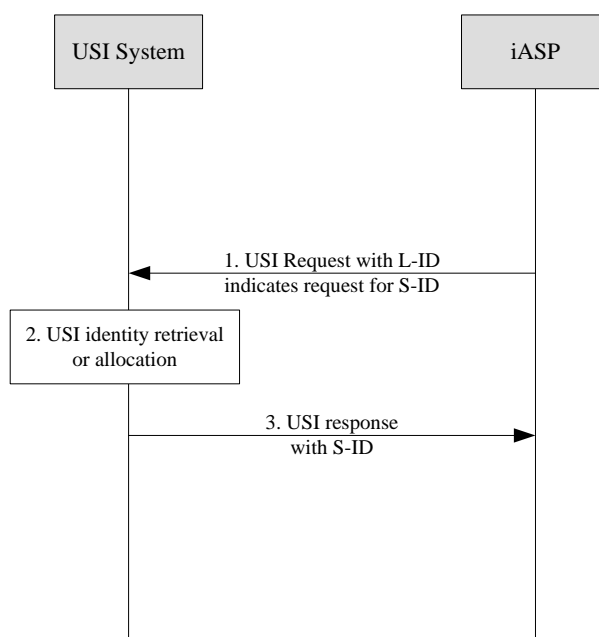 USI System
iASP
1. USI Request with L-ID
indicates request for S-ID
2. USI identity retrieval
or allocation
3. USI response
with S-ID